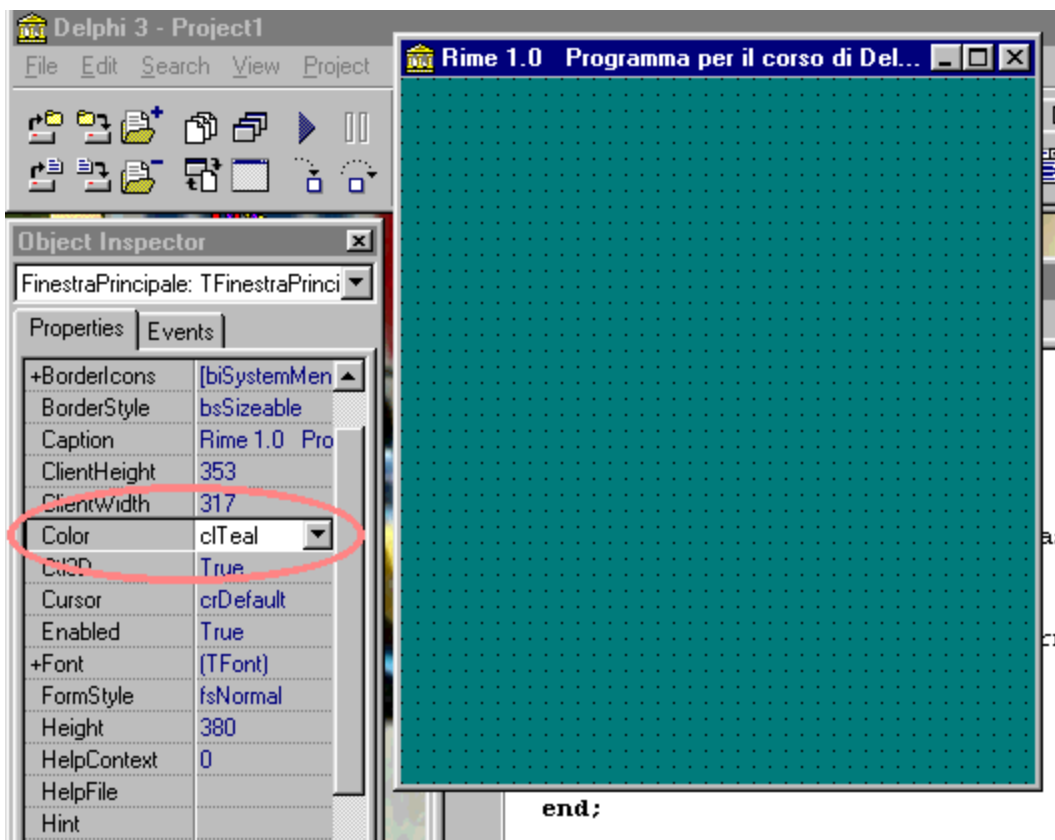 Delphi 3 - Project1
File Edit Search View Project
Rime 1.0 Programma per il corso di Del...
Object Inspector
FinestraPrincipale: TFinestraPrinci
Properties Events
+BorderIcons [biSystemMen
BorderStyle bsSizeable
Caption Rime 1.0 Pro
ClientHeight 353
ClientWidth 317
Color clTeal
Ctl3D True
Cursor crDefault
Enabled True
+Font (TFont)
FormStyle fsNormal
Height 380
HelpContext 0
HelpFile
Hint
end;